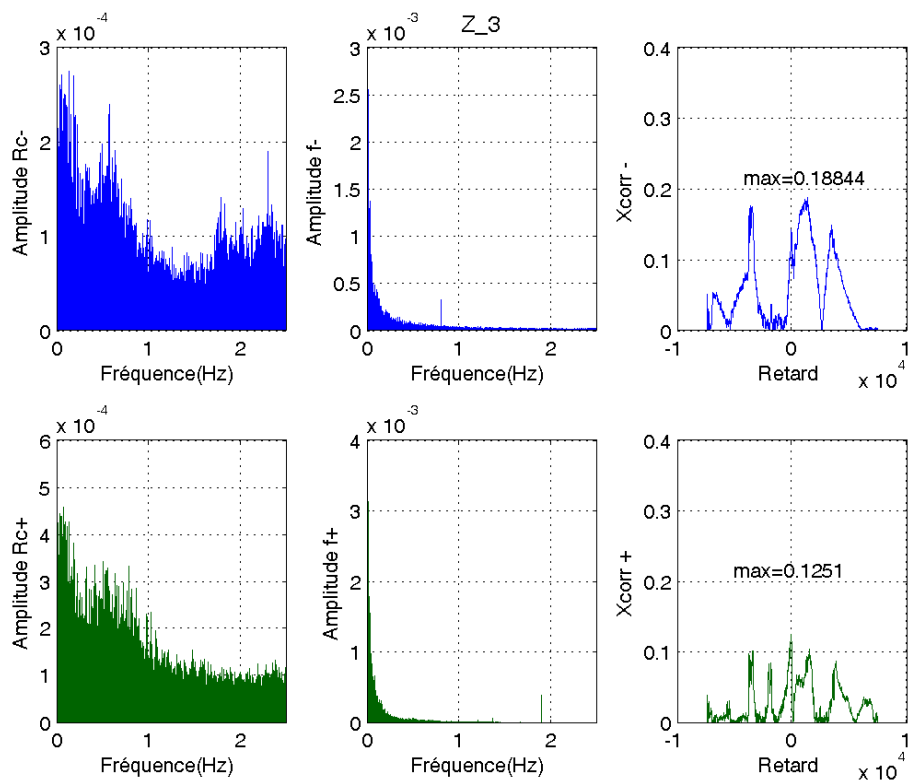 Z_3
x 10^-4
3
2
1
0
0
1
2
Amplitude Rc-
Fréquence(Hz)
x 10^-3
3
2.5
2
1.5
1
0.5
0
0
1
2
Amplitude f-
Fréquence(Hz)
0.4
0.3
0.2
0.1
0
-1
0
1
Xcorr -
max=0.18844
Retard
x 10^4
x 10^-4
6
5
4
3
2
1
0
0
1
2
Amplitude Rc+
Fréquence(Hz)
x 10^-3
4
3
2
1
0
0
1
2
Amplitude f+
Fréquence(Hz)
0.4
0.3
0.2
0.1
0
-1
0
1
Xcorr +
max=0.1251
Retard
x 10^4